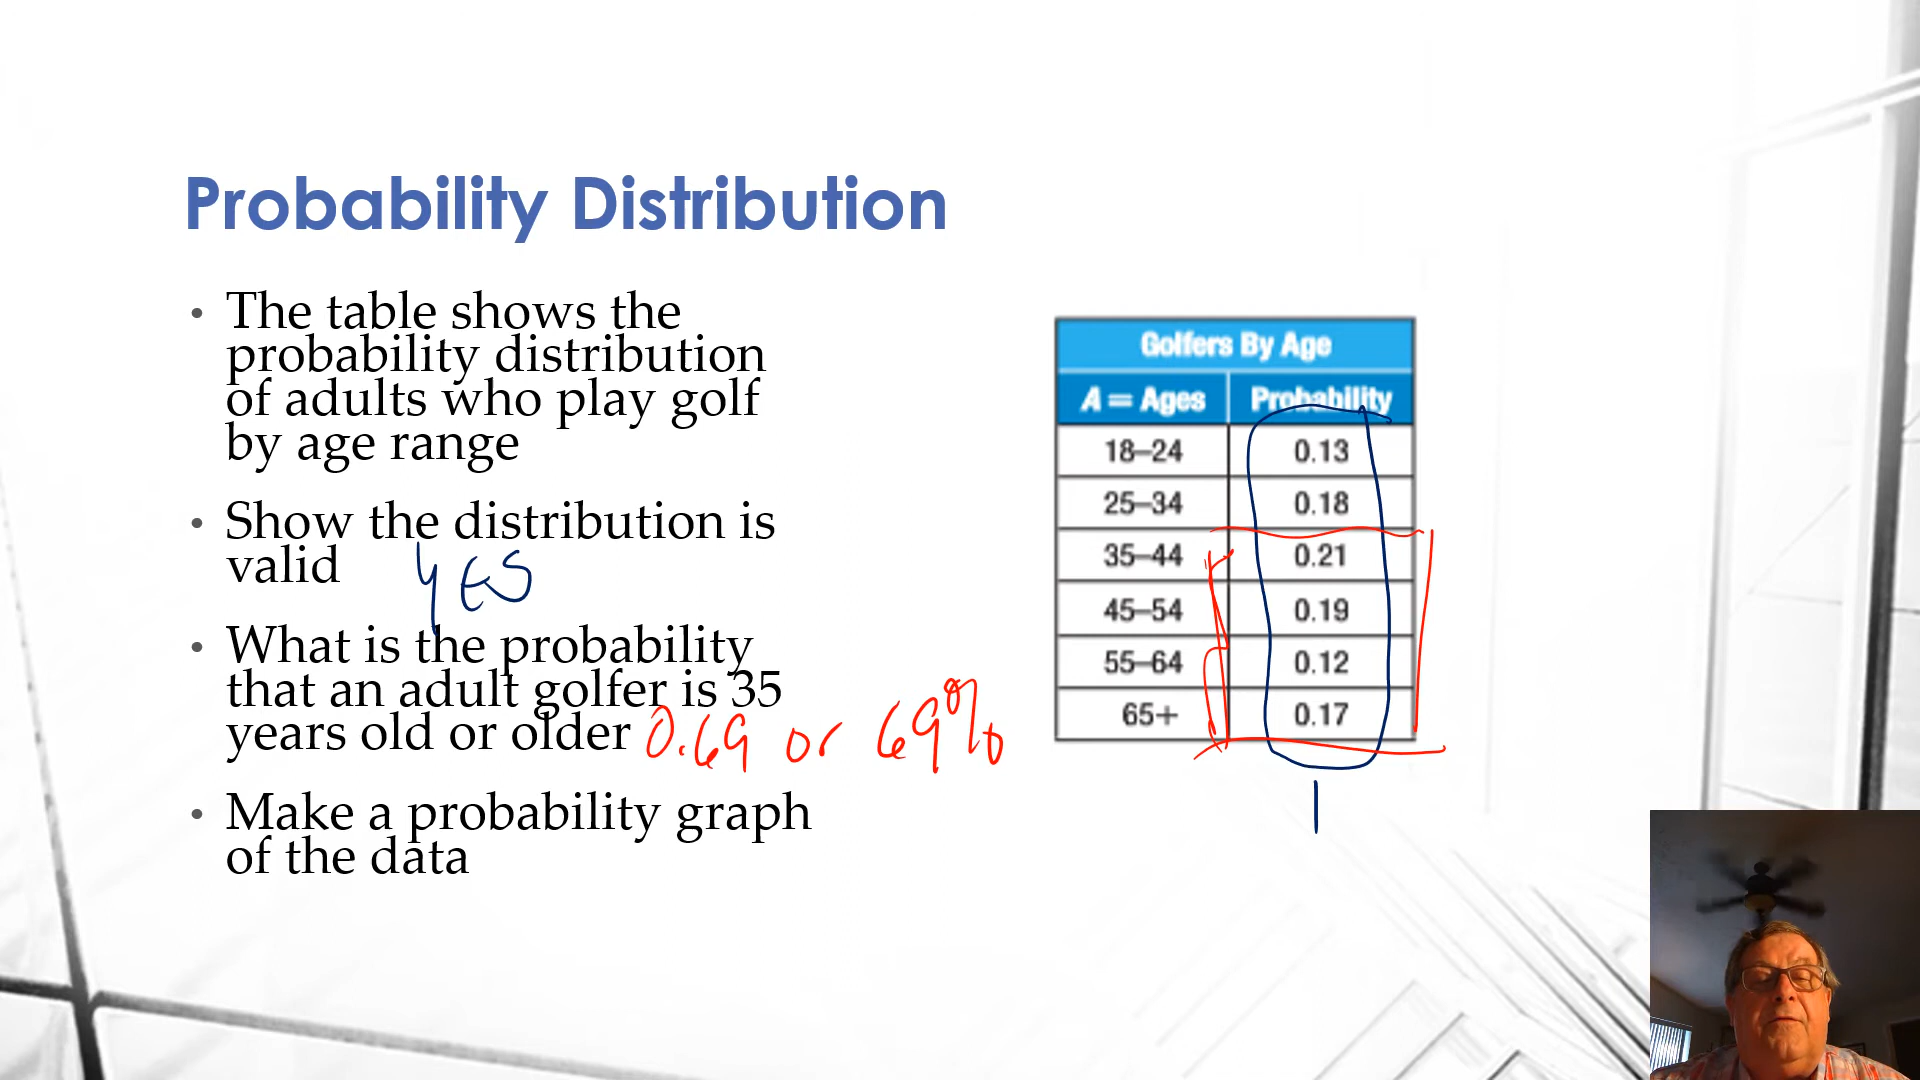 Probability Distribution
• The table shows the
probability distribution
of adults who play golf
by age range
• Show the distribution is
valid YES
• What is the probability
that an adult golfer is 35
years old or older 0.69 or 69%
• Make a probability graph
of the data
Golfers By Age
A = Ages Probability
18–24 0.13
25–34 0.18
35–44 0.21
45–54 0.19
55–64 0.12
65+ 0.17
1